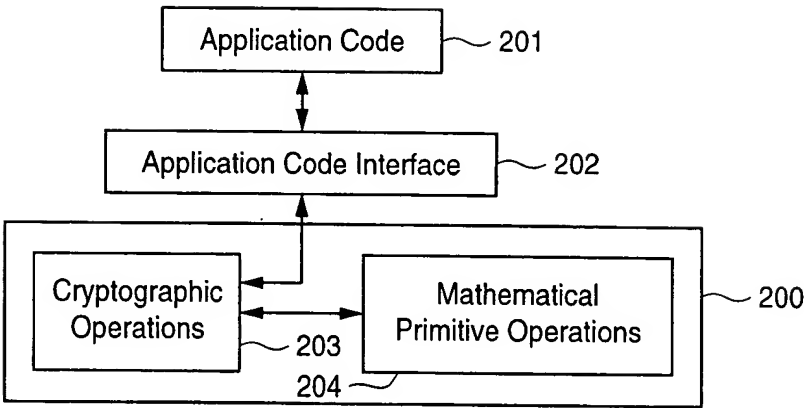 Application Code
201
Application Code Interface
202
Cryptographic
Operations
203
Mathematical
Primitive Operations
204
200